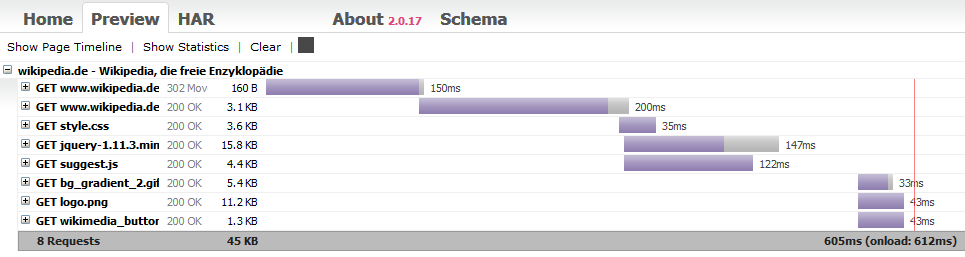 Home Preview HAR About 2.0.17 Schema
Show Page Timeline | Show Statistics | Clear |
wikipedia.de - Wikipedia, die freie Enzyklopädie
GET www.wikipedia.de 302 Mov 160 B 150ms
GET www.wikipedia.de 200 OK 3.1 KB 200ms
GET style.css 200 OK 3.6 KB 35ms
GET jquery-1.11.3.min 200 OK 15.8 KB 147ms
GET suggest.js 200 OK 4.4 KB 122ms
GET bg_gradient_2.gif 200 OK 5.4 KB 33ms
GET logo.png 200 OK 11.2 KB 43ms
GET wikimedia_button 200 OK 1.3 KB 43ms
8 Requests 45 KB 605ms (onload: 612ms)